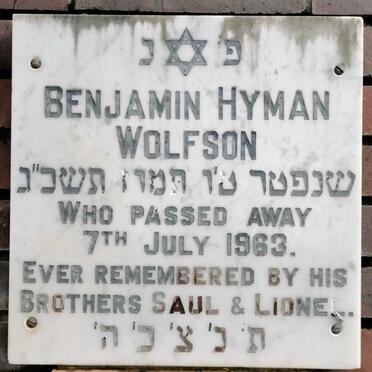 פ נ
BENJAMIN HYMAN
WOLFSON
שנפטר ט"ו תמוז תשכ"ג
WHO PASSED AWAY
7TH JULY 1963.
EVER REMEMBERED BY HIS
BROTHERS SAUL & LIONEL.
ת' נ' צ' ב' ה'